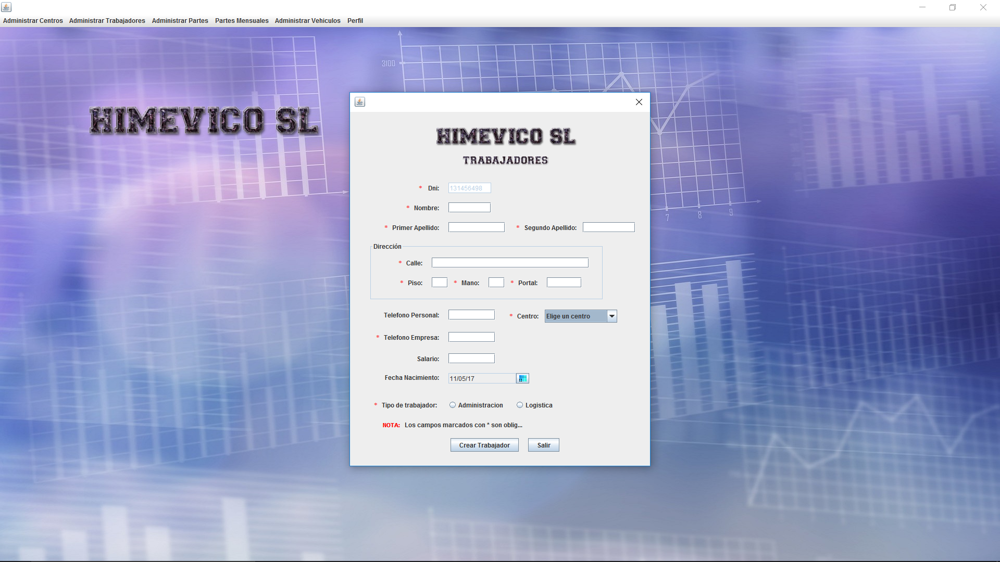 Administrar Centros Administrar Trabajadores Administrar Partes Partes Mensuales Administrar Vehiculos Perfil
3100
HIMEVICO SL
7 8 9
HIMEVICO SL
TRABAJADORES
* Dni: 131456498
* Nombre:
* Primer Apellido: * Segundo Apellido:
Dirección
* Calle:
* Piso: * Mano: * Portal:
Telefono Personal: * Centro: Elige un centro
* Telefono Empresa:
Salario:
Fecha Nacimiento: 11/05/17
* Tipo de trabajador: Administracion Logistica
NOTA: Los campos marcados con * son oblig...
Crear Trabajador Salir